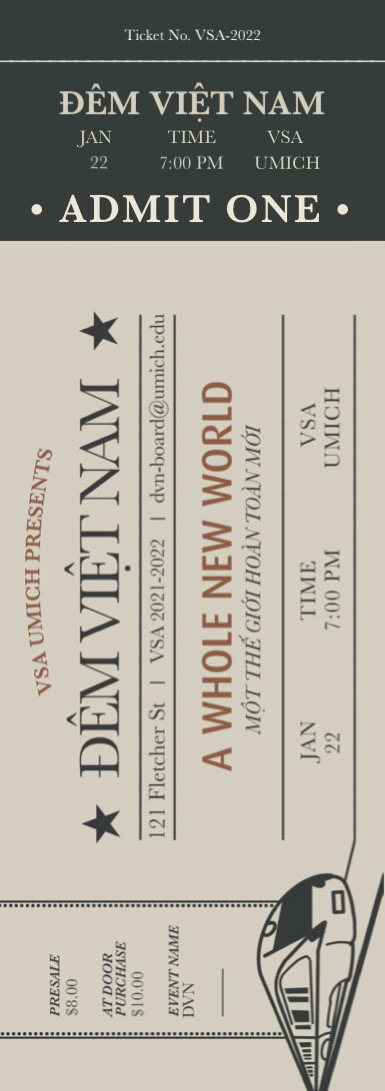 Ticket No. VSA-2022
ĐÊM VIỆT NAM
JAN TIME VSA
22 7:00 PM UMICH
• ADMIT ONE •
VSA UMICH PRESENTS
★ ĐÊM VIỆT NAM ★
121 Fletcher St | VSA 2021-2022 | dvn-board@umich.edu
A WHOLE NEW WORLD
MỘT THẾ GIỚI HOÀN TOÀN MỚI
JAN TIME VSA
22 7:00 PM UMICH
PRESALE
$8.00
AT DOOR
PURCHASE
$10.00
EVENT NAME
DVN